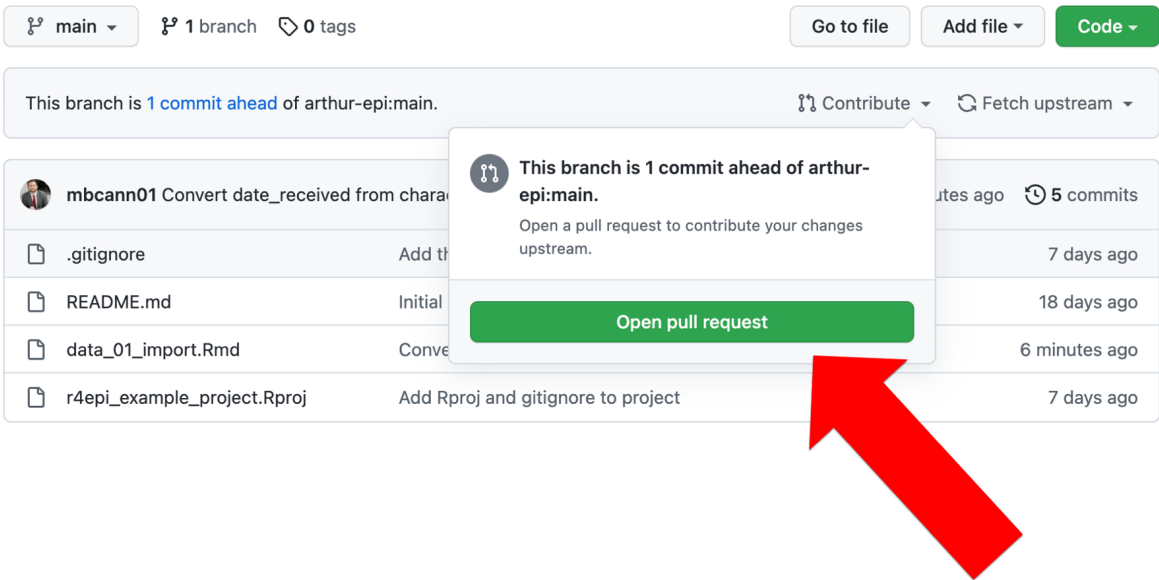 main
1 branch
0 tags
Go to file
Add file
Code
This branch is 1 commit ahead of arthur-epi:main.
Contribute
Fetch upstream
This branch is 1 commit ahead of arthur-
epi:main.
Open a pull request to contribute your changes
upstream.
Open pull request
mbcann01 Convert date_received from
ago
5 commits
.gitignore
Add
7 days ago
README.md
Initial
18 days ago
data_01_import.Rmd
6 minutes ago
r4epi_example_project.Rproj
Add Rproj and gitignore to project
7 days ago